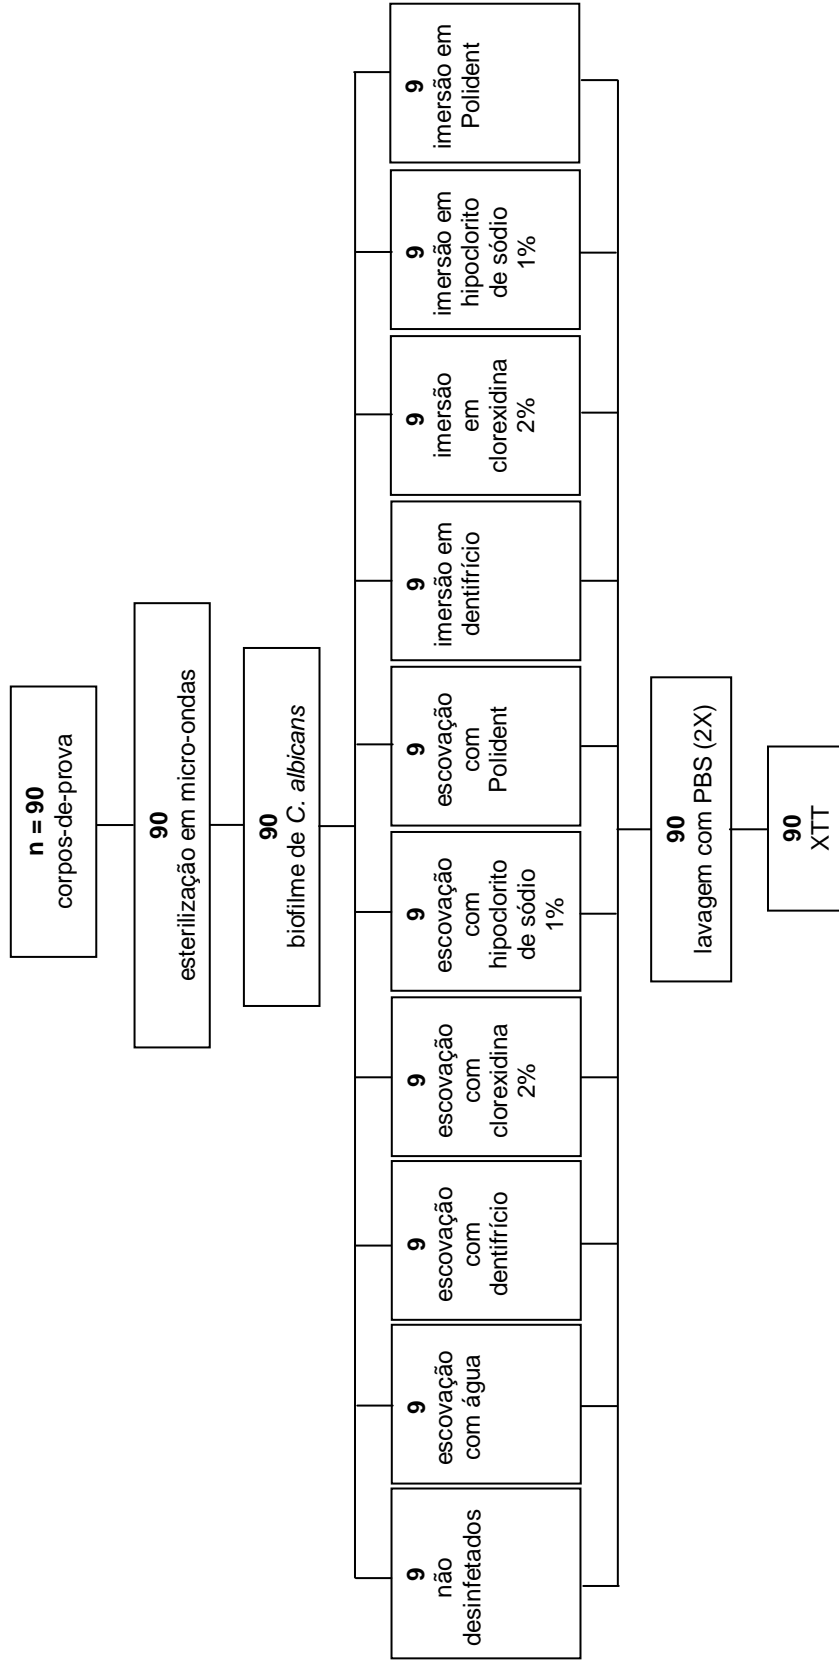 n = 90
corpos-de-prova
90
esterilização em micro-ondas
90
biofilme de C. albicans
9
não
desinfetados
9
escovação
com água
9
escovação
com
dentifrício
9
escovação
com
clorexidina
2%
9
escovação
com
hipoclorito
de sódio
1%
9
escovação
com
Polident
9
imersão em
dentifrício
9
imersão
em
clorexidina
2%
9
imersão em
hipoclorito
de sódio
1%
9
imersão em
Polident
90
lavagem com PBS (2X)
90
XTT